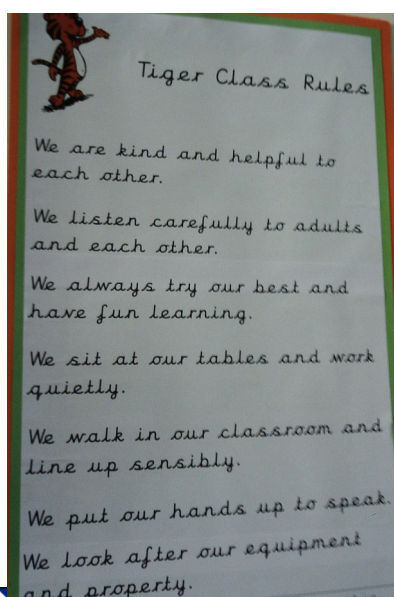 Tiger Class Rules
We are kind and helpful to
each other.
We listen carefully to adults
and each other.
We always try our best and
have fun learning.
We sit at our tables and work
quietly.
We walk in our classroom and
line up sensibly.
We put our hands up to speak.
We look after our equipment
and property.